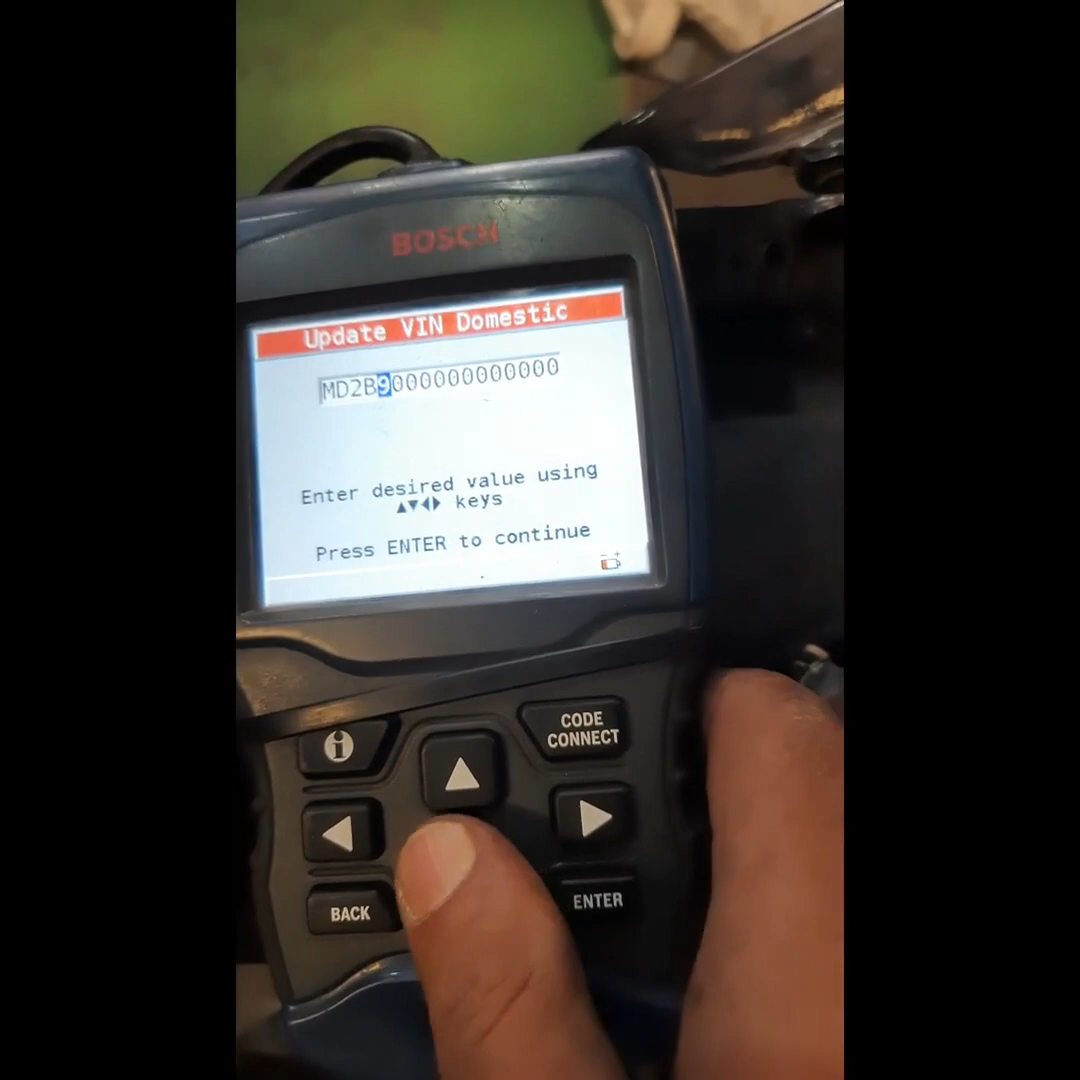 BOSCH
Update VIN Domestic
MD2B9000000000000
Enter desired value using
▲▼◀▶ keys
Press ENTER to continue
i
CODE
CONNECT
BACK
ENTER